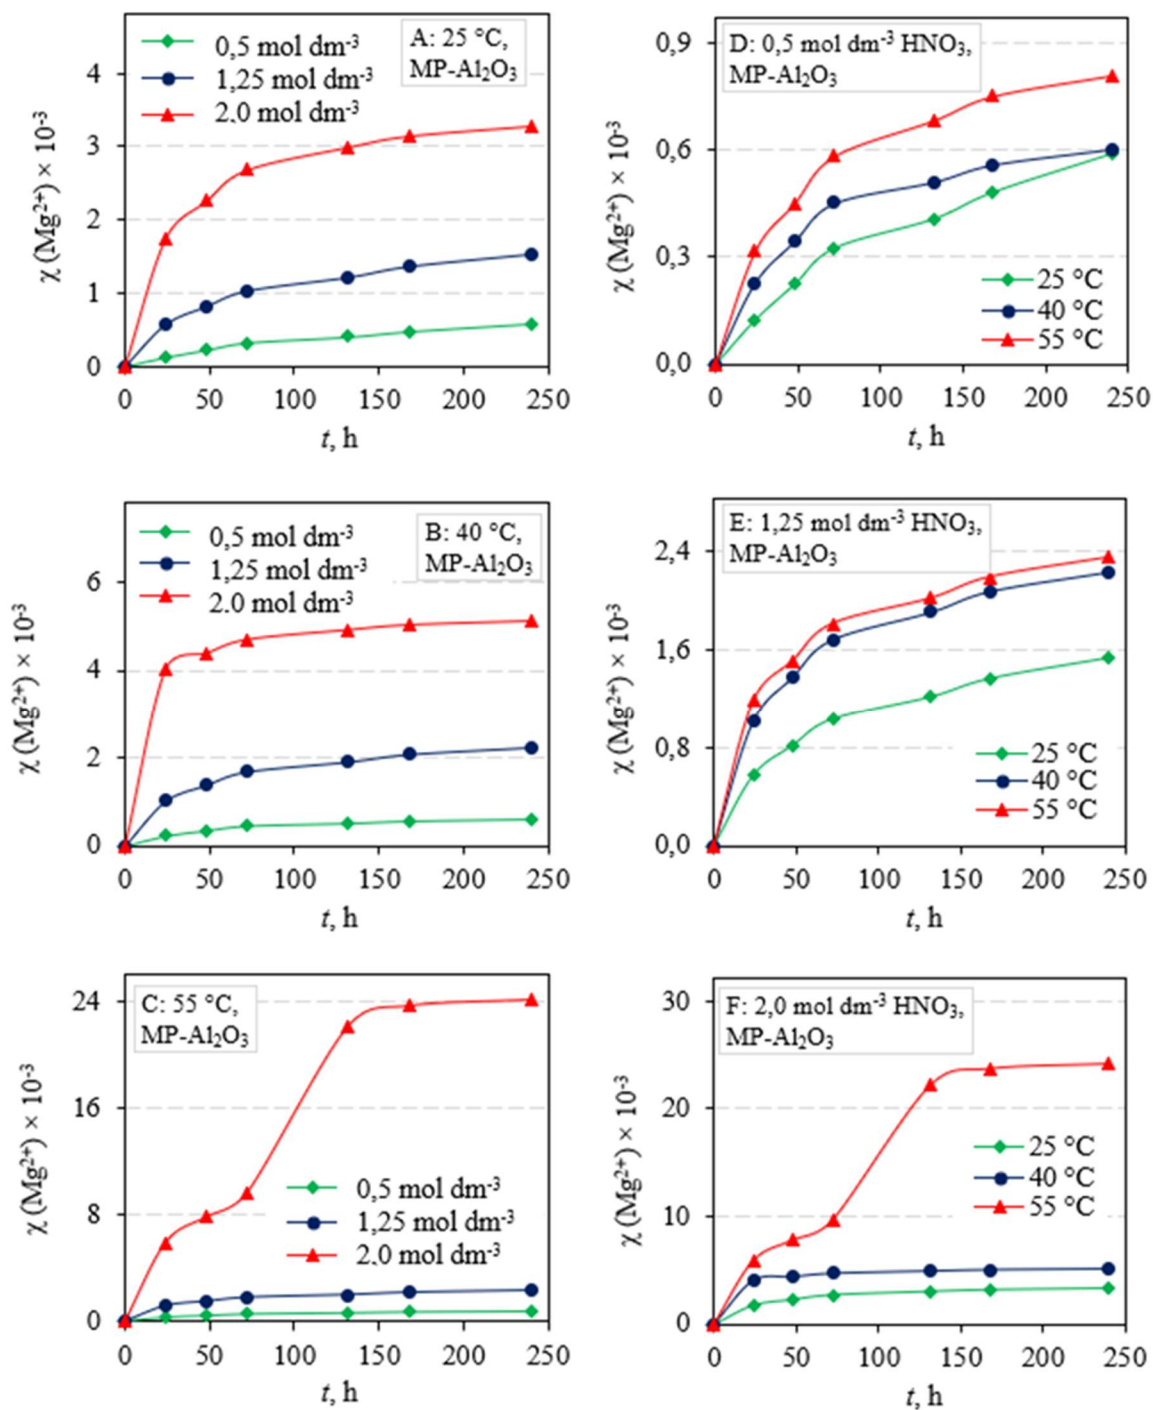 0,5 mol dm⁻³
1,25 mol dm⁻³
2,0 mol dm⁻³
A: 25 °C,
MP-Al₂O₃
4
3
2
1
0
χ (Mg²⁺) × 10⁻³
0 50 100 150 200 250
t, h
D: 0,5 mol dm⁻³ HNO₃,
MP-Al₂O₃
0,9
0,6
0,3
0,0
χ (Mg²⁺) × 10⁻³
25 °C
40 °C
55 °C
0 50 100 150 200 250
t, h
0,5 mol dm⁻³
1,25 mol dm⁻³
2.0 mol dm⁻³
B: 40 °C,
MP-Al₂O₃
6
4
2
0
χ (Mg²⁺) × 10⁻³
0 50 100 150 200 250
t, h
E: 1,25 mol dm⁻³ HNO₃,
MP-Al₂O₃
2,4
1,6
0,8
0,0
χ (Mg²⁺) × 10⁻³
25 °C
40 °C
55 °C
0 50 100 150 200 250
t, h
C: 55 °C,
MP-Al₂O₃
24
16
8
0
χ (Mg²⁺) × 10⁻³
0,5 mol dm⁻³
1,25 mol dm⁻³
2,0 mol dm⁻³
0 50 100 150 200 250
t, h
F: 2,0 mol dm⁻³ HNO₃,
MP-Al₂O₃
30
20
10
0
χ (Mg²⁺) × 10⁻³
25 °C
40 °C
55 °C
0 50 100 150 200 250
t, h